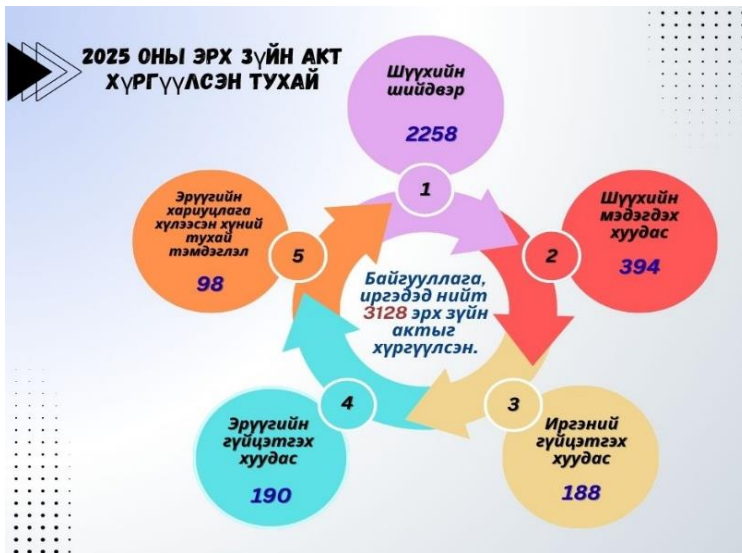 2025 ОНЫ ЭРХ ЗҮЙН АКТ
ХҮРГҮҮЛСЭН ТУХАЙ
Шүүхийн
шийдвэр
2258
1
Шүүхийн
мэдэгдэх
хуудас
394
2
Иргэний
гүйцэтгэх
хуудас
188
3
Эрүүгийн
гүйцэтгэх
хуудас
190
4
Эрүүгийн
хариуцлага
хүлээсэн хүний
тухай
тэмдэглэл
98
5
Байгууллага,
иргэдэд нийт
3128 эрх зүйн
актыг
хүргүүлсэн.